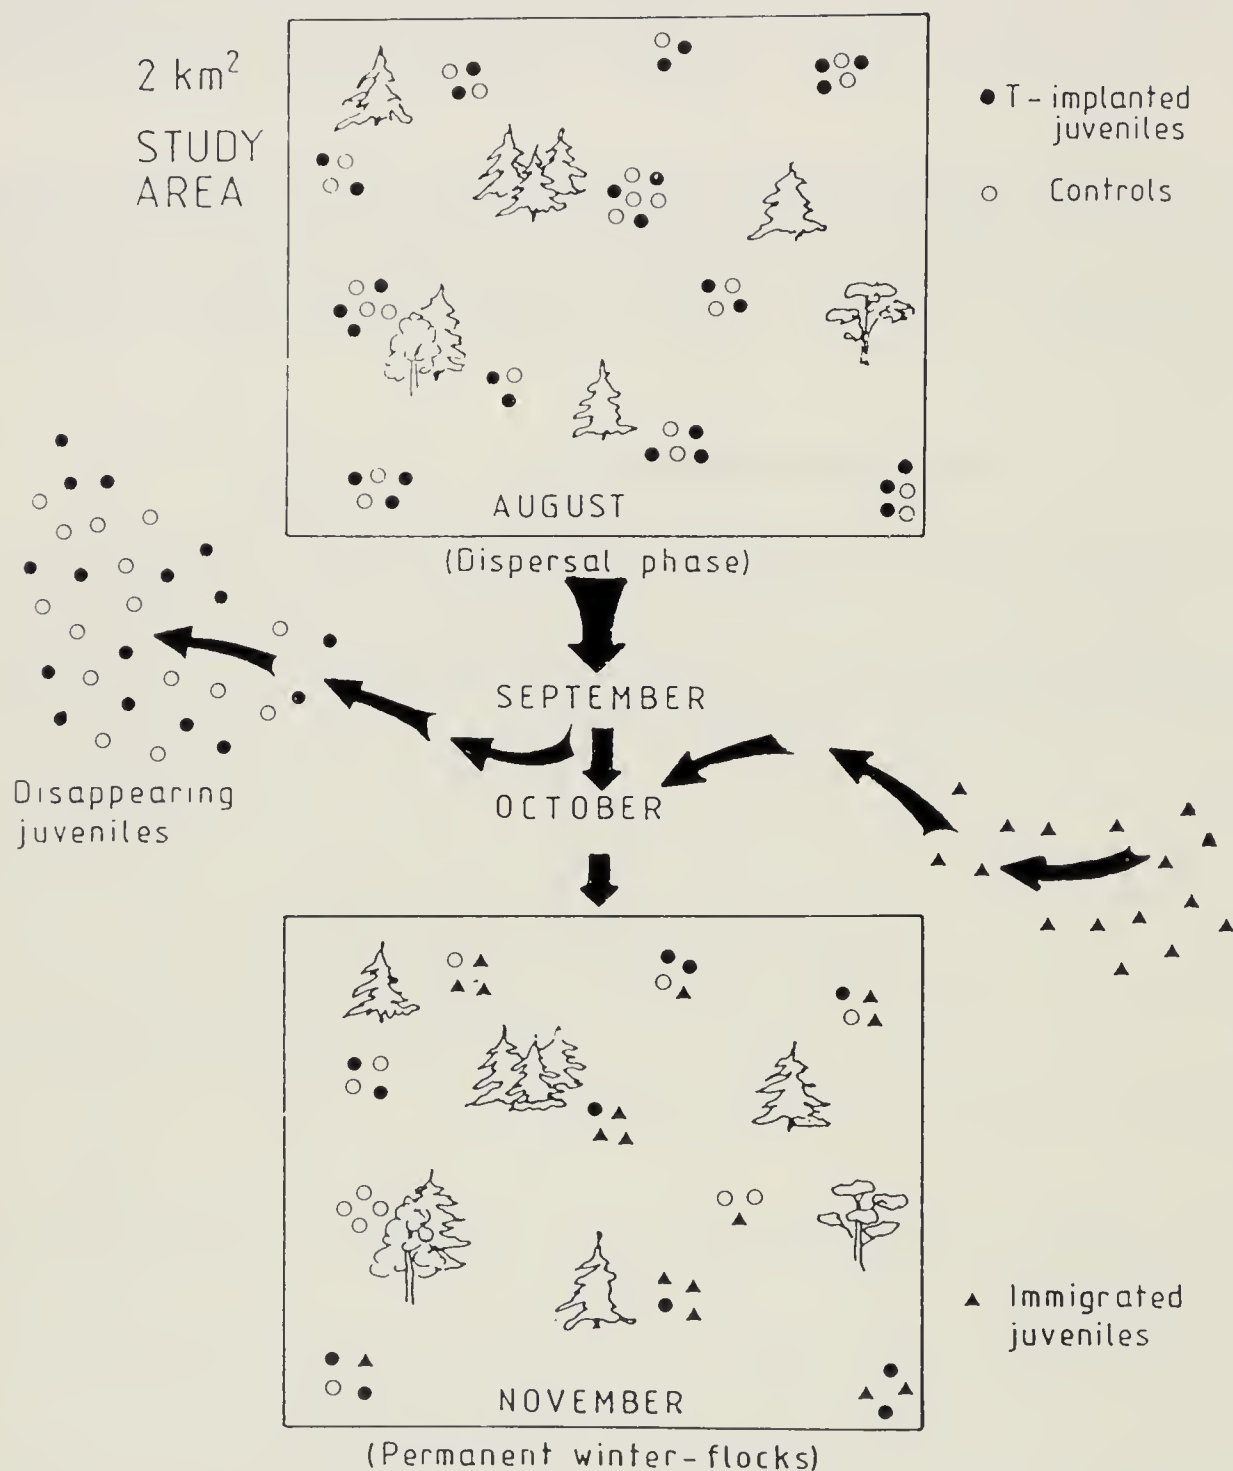 2 km²
STUDY
AREA
● T- implanted
juveniles
○ Controls
AUGUST
(Dispersal phase)
SEPTEMBER
OCTOBER
Disappearing
juveniles
▲ Immigrated
juveniles
NOVEMBER
(Permanent winter-flocks)